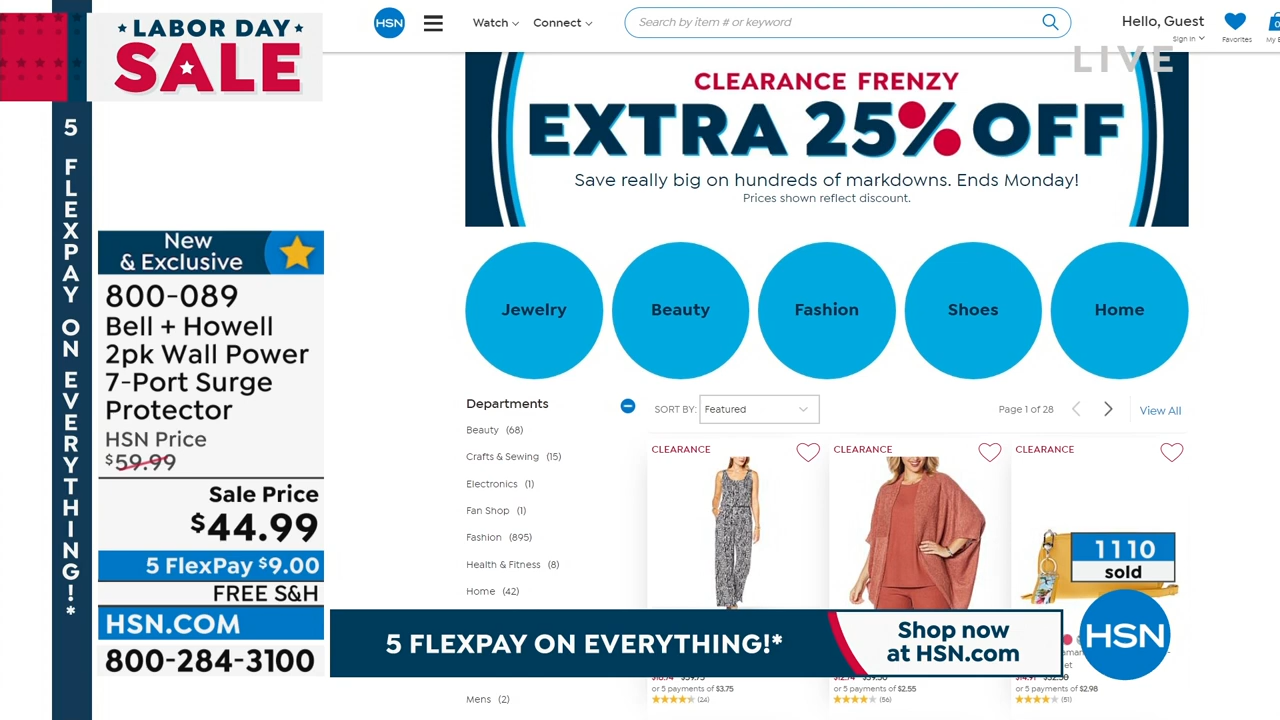 LABOR DAY
SALE
5 FLEXPAY ON EVERYTHING!*
New
& Exclusive
800-089
Bell + Howell
2pk Wall Power
7-Port Surge
Protector
HSN Price
$59.99
Sale Price
$44.99
5 FlexPay $9.00
FREE S&H
HSN.COM
800-284-3100
HSN
Watch
Connect
Search by item # or keyword
Hello, Guest
Sign In
Favorites
LIVE
CLEARANCE FRENZY
EXTRA 25% OFF
Save really big on hundreds of markdowns. Ends Monday!
Prices shown reflect discount.
Jewelry
Beauty
Fashion
Shoes
Home
Departments
Beauty (68)
Crafts & Sewing (15)
Electronics (1)
Fan Shop (1)
Fashion (895)
Health & Fitness (8)
Home (42)
Mens (2)
SORT BY: Featured
Page 1 of 28
View All
CLEARANCE
CLEARANCE
CLEARANCE
1110
sold
5 FLEXPAY ON EVERYTHING!*
Shop now
at HSN.com
HSN
or 5 payments of $3.75
(24)
or 5 payments of $2.55
(56)
or 5 payments of $2.98
(51)